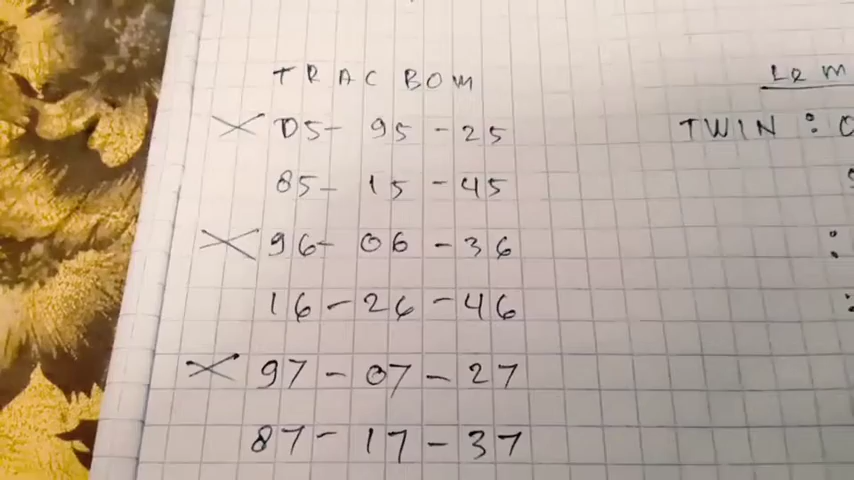 TRAC BOM
X 05 - 95 - 25
85 - 15 - 45
X 96 - 06 - 36
16 - 26 - 46
X 97 - 07 - 27
87 - 17 - 37
TWIN :
: